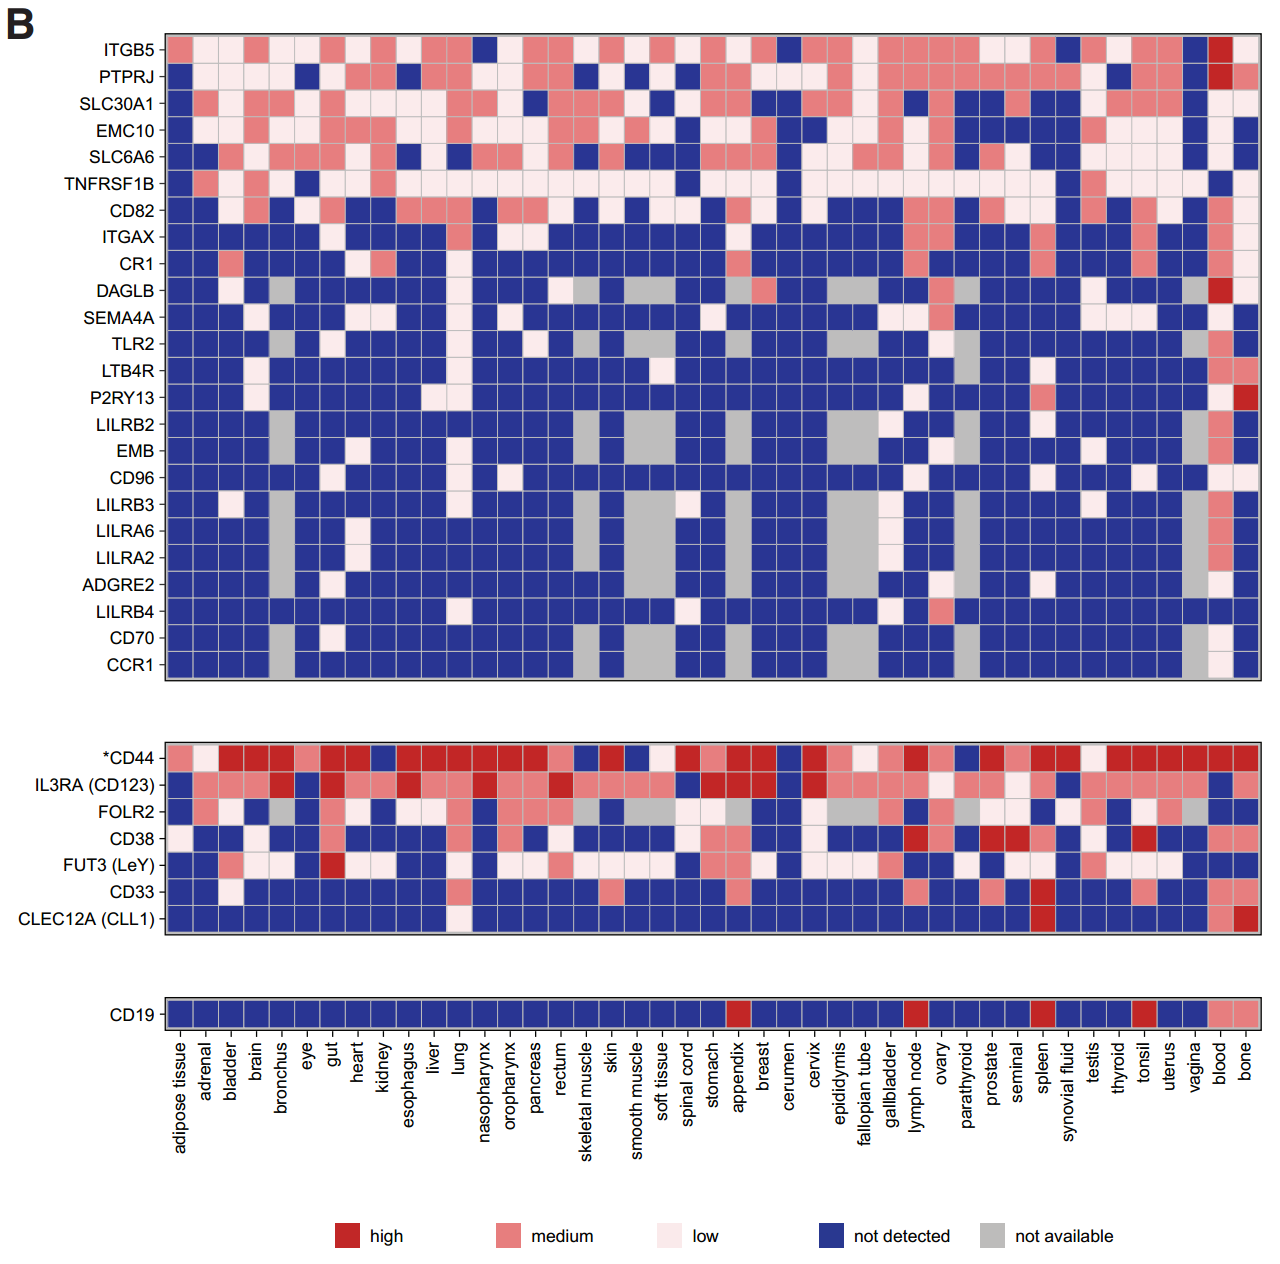 B
ITGB5
PTPRJ
SLC30A1
EMC10
SLC6A6
TNFRSF1B
CD82
ITGAX
CR1
DAGLB
SEMA4A
TLR2
LTB4R
P2RY13
LILRB2
EMB
CD96
LILRB3
LILRA6
LILRA2
ADGRE2
LILRB4
CD70
CCR1
*CD44
IL3RA (CD123)
FOLR2
CD38
FUT3 (LeY)
CD33
CLEC12A (CLL1)
CD19
adipose tissue
adrenal
bladder
brain
bronchus
eye
gut
heart
kidney
esophagus
liver
lung
nasopharynx
oropharynx
pancreas
rectum
skeletal muscle
skin
smooth muscle
soft tissue
spinal cord
stomach
appendix
breast
cerumen
cervix
epididymis
fallopian tube
gallbladder
lymph node
ovary
parathyroid
prostate
seminal
spleen
synovial fluid
testis
thyroid
tonsil
uterus
vagina
blood
bone
high
medium
low
not detected
not available